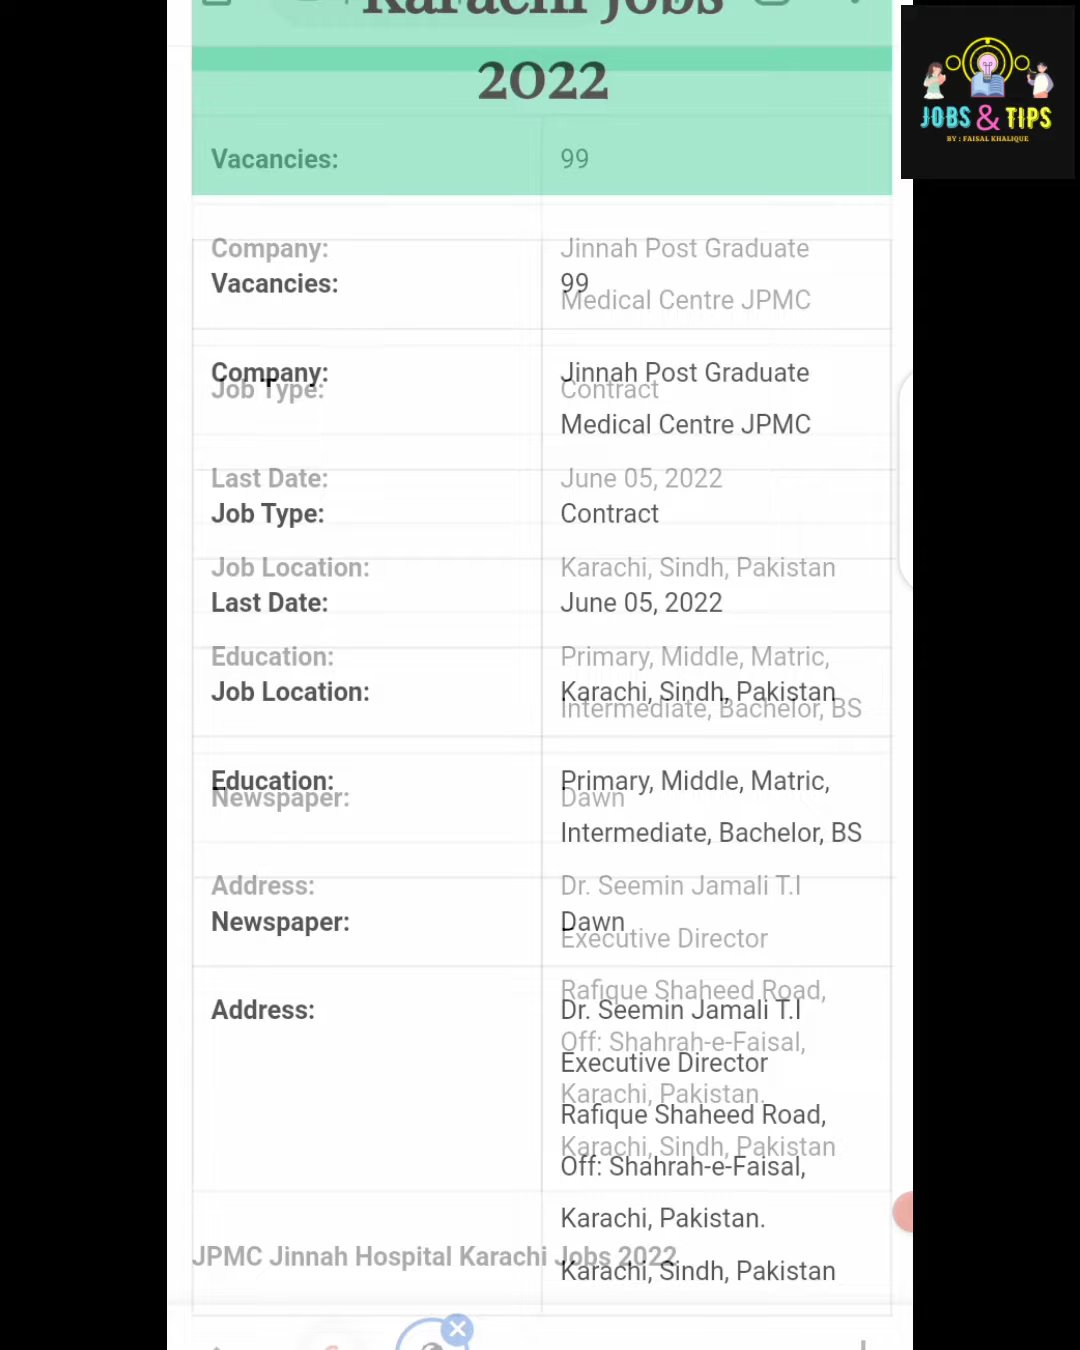 Karachi Jobs
2022
JOBS & TIPS
BY : FAISAL KHALIQUE
Vacancies: 99
Company: Jinnah Post Graduate
Vacancies: 99
Medical Centre JPMC
Company: Jinnah Post Graduate
Job Type: Contract
Medical Centre JPMC
Last Date: June 05, 2022
Job Type: Contract
Job Location: Karachi, Sindh, Pakistan
Last Date: June 05, 2022
Education: Primary, Middle, Matric,
Job Location: Karachi, Sindh, Pakistan
Intermediate, Bachelor, BS
Education: Primary, Middle, Matric,
Newspaper: Dawn
Intermediate, Bachelor, BS
Address: Dr. Seemin Jamali T.I
Newspaper: Dawn
Executive Director
Rafique Shaheed Road,
Address: Dr. Seemin Jamali T.I
Off: Shahrah-e-Faisal,
Executive Director
Karachi, Pakistan.
Rafique Shaheed Road,
Karachi, Sindh, Pakistan
Off: Shahrah-e-Faisal,
Karachi, Pakistan.
JPMC Jinnah Hospital Karachi Jobs 2022
Karachi, Sindh, Pakistan